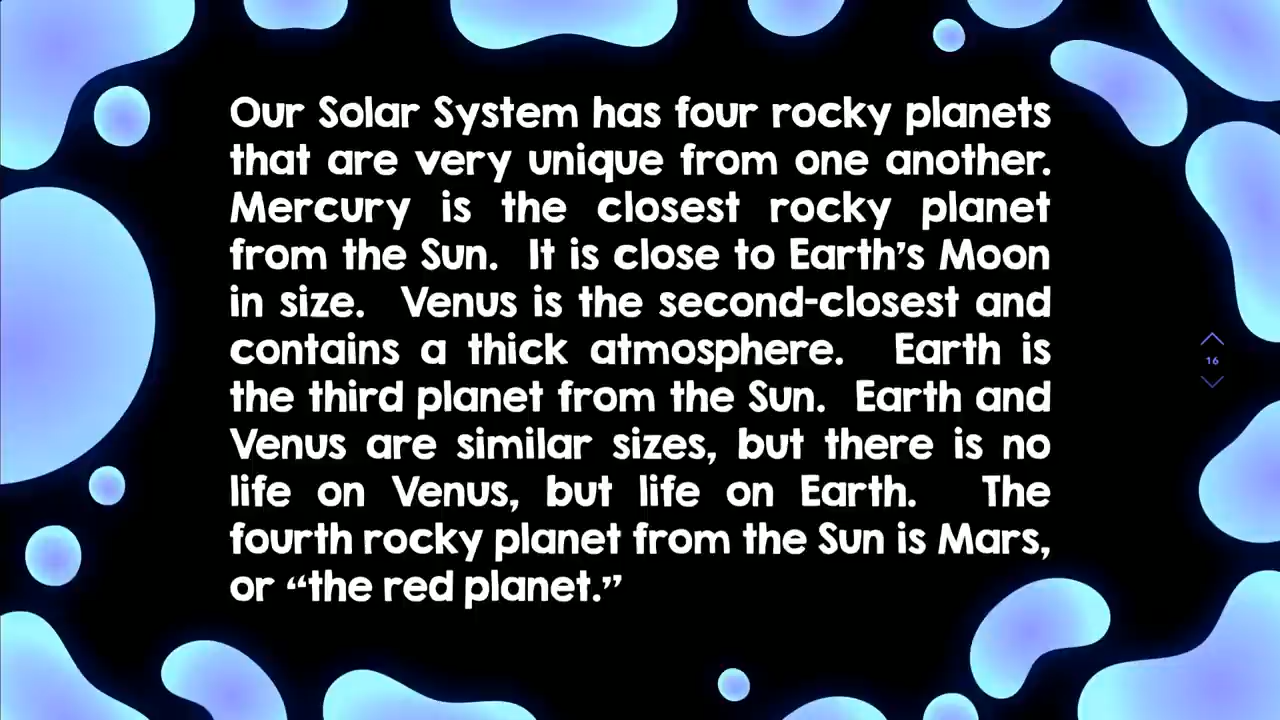 Our Solar System has four rocky planets
that are very unique from one another.
Mercury is the closest rocky planet
from the Sun. It is close to Earth's Moon
in size. Venus is the second-closest and
contains a thick atmosphere. Earth is
the third planet from the Sun. Earth and
Venus are similar sizes, but there is no
life on Venus, but life on Earth. The
fourth rocky planet from the Sun is Mars,
or “the red planet.”
16